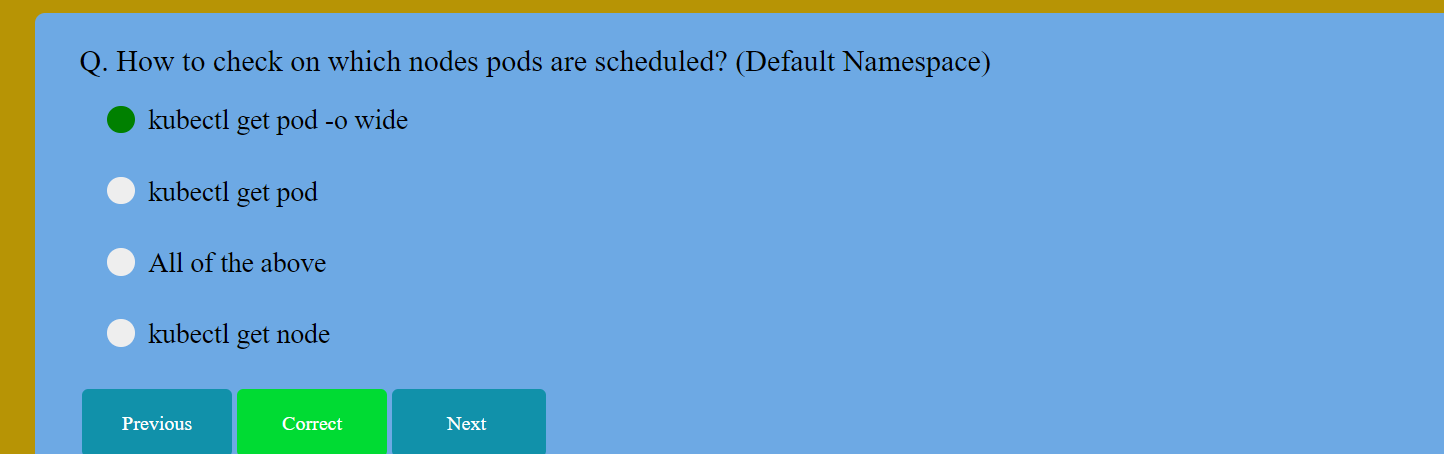 Q. How to check on which nodes pods are scheduled? (Default Namespace)
kubectl get pod -o wide
kubectl get pod
All of the above
kubectl get node
Previous
Correct
Next